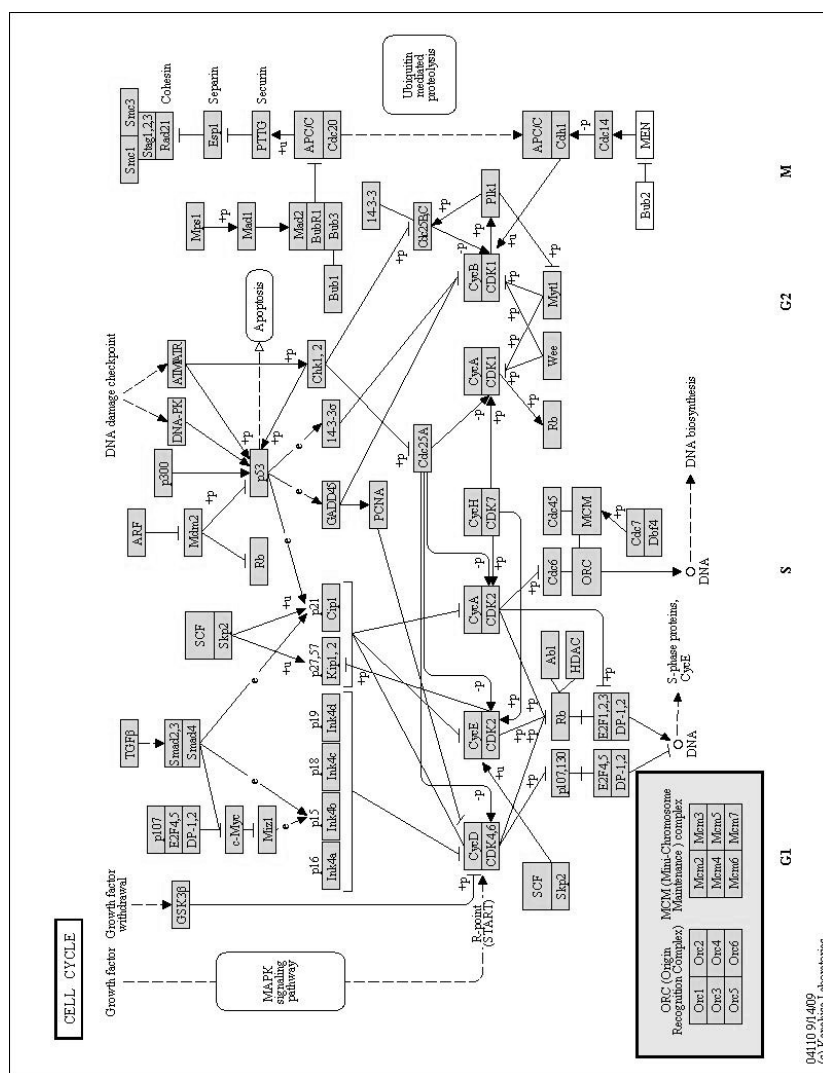 CELL CYCLE
Growth factor
Growth factor
withdrawal
TGFβ
ARF
p300
DNA damage checkpoint
DNA-PK
ATM/ATR
Mps1
+p
Mad1
Smc1
Smc3
Stag1,2,3
Rad21
Cohesin
Esp1
Separin
PTTG
Securin
+u
APC/C
Cdc20
Mad2
BubR1
Bub3
Bub1
Apoptosis
Ubiquitin
mediated
proteolysis
MAPK
signaling
pathway
GSK3β
p107
E2F4,5
DP-1,2
c-Myc
Miz1
Smad2,3
Smad4
e
e
e
SCF
Skp2
+u
+u
Mdm2
Rb
+p
p53
+p
+p
+p
Chk1, 2
e
e
14-3-3σ
GADD45
PCNA
p16
Ink4a
p15
Ink4b
p18
Ink4c
p19
Ink4d
p27,57
Kip1, 2
p21
Cip1
+p
+p
+p
14-3-3
Cdc25B,C
Cdc25A
+p
Plk1
-p
+p
+u
APC/C
Cdh1
-p
Cdc14
MEN
Bub2
R-point
(START)
+p
CycD
CDK4,6
-p
CycE
CDK2
-p
CycA
CDK2
-p
CycH
CDK7
+p
+p
CycA
CDK1
-p
CycB
CDK1
Myt1
Wee
+p
+p
+p
+p
Rb
SCF
Skp2
+u
+p
p107,130
E2F4,5
DP-1,2
+p
+p
+p
Rb
Abl
HDAC
E2F1,2,3
DP-1,2
+p
+p
Cdc6
Cdc45
ORC
MCM
Cdc7
Dbf4
+p
DNA
S-phase proteins,
CycE
DNA
DNA biosynthesis
ORC (Origin
Recognition Complex)
Orc1 Orc2
Orc3 Orc4
Orc5 Orc6
MCM (Mini-Chromosome
Maintenance) complex
Mcm2 Mcm3
Mcm4 Mcm5
Mcm6 Mcm7
G1
S
G2
M
04110 9/14/09
(c) Kanehisa Laboratories